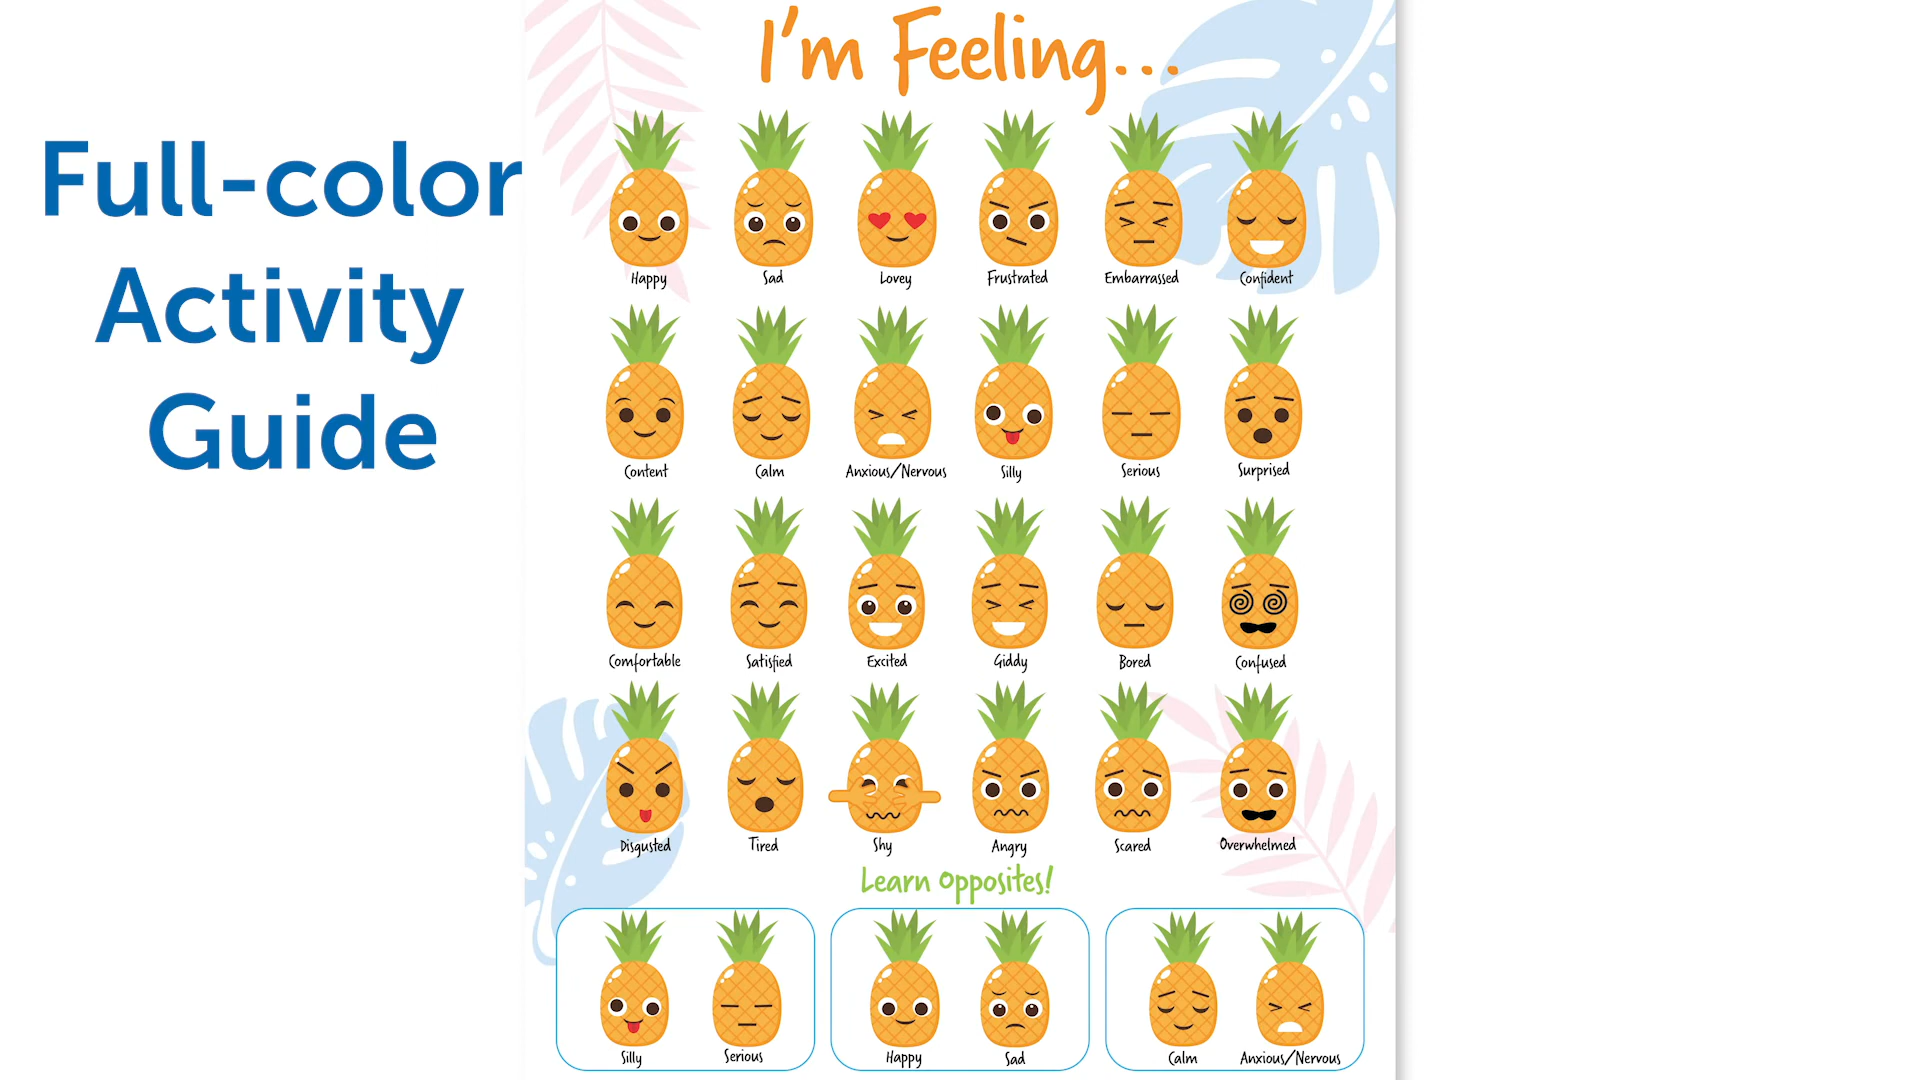 Full-color
Activity
Guide
I'm Feeling...
Happy Sad Lovey Frustrated Embarrassed Confident
Content Calm Anxious/Nervous Silly Serious Surprised
Comfortable Satisfied Excited Giddy Bored Confused
Disgusted Tired Shy Angry Scared Overwhelmed
Learn Opposites!
Silly Serious Happy Sad Calm Anxious/Nervous